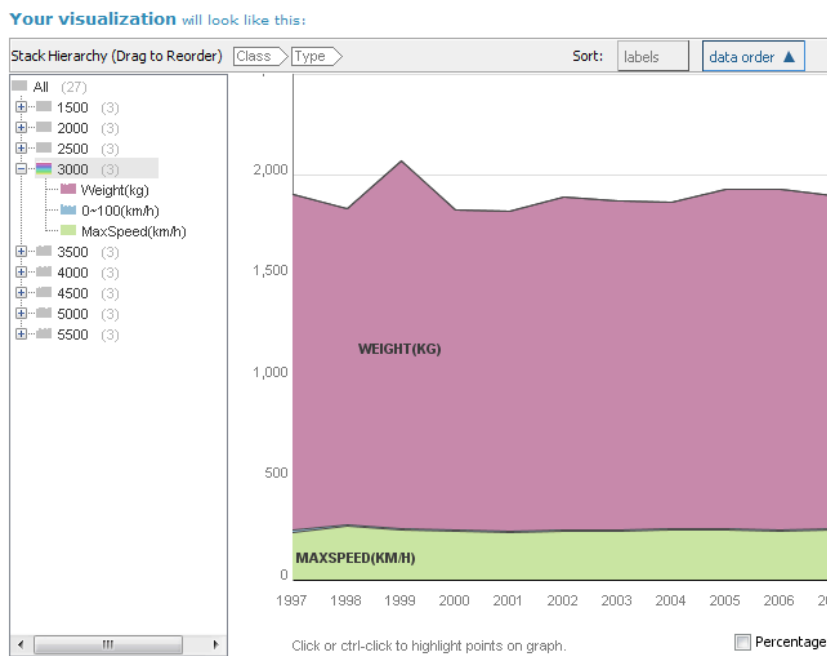 Your visualization will look like this:
Stack Hierarchy (Drag to Reorder) Class Type Sort: labels data order ▲
All (27)
1500 (3)
2000 (3)
2500 (3)
3000 (3)
Weight(kg)
0~100(km/h)
MaxSpeed(km/h)
3500 (3)
4000 (3)
4500 (3)
5000 (3)
5500 (3)
2,000
1,500
1,000
500
0
WEIGHT(KG)
MAXSPEED(KM/H)
1997 1998 1999 2000 2001 2002 2003 2004 2005 2006
Click or ctrl-click to highlight points on graph.
Percentage